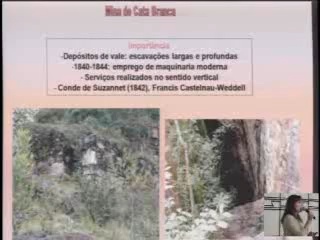 Mina de Cata Branca
Importância
-Depósitos de vale: escavações largas e profundas
-1840-1844: emprego de maquinaria moderna
- Serviços realizados no sentido vertical
- Conde de Suzannet (1842), Francis Castelnau-Weddell